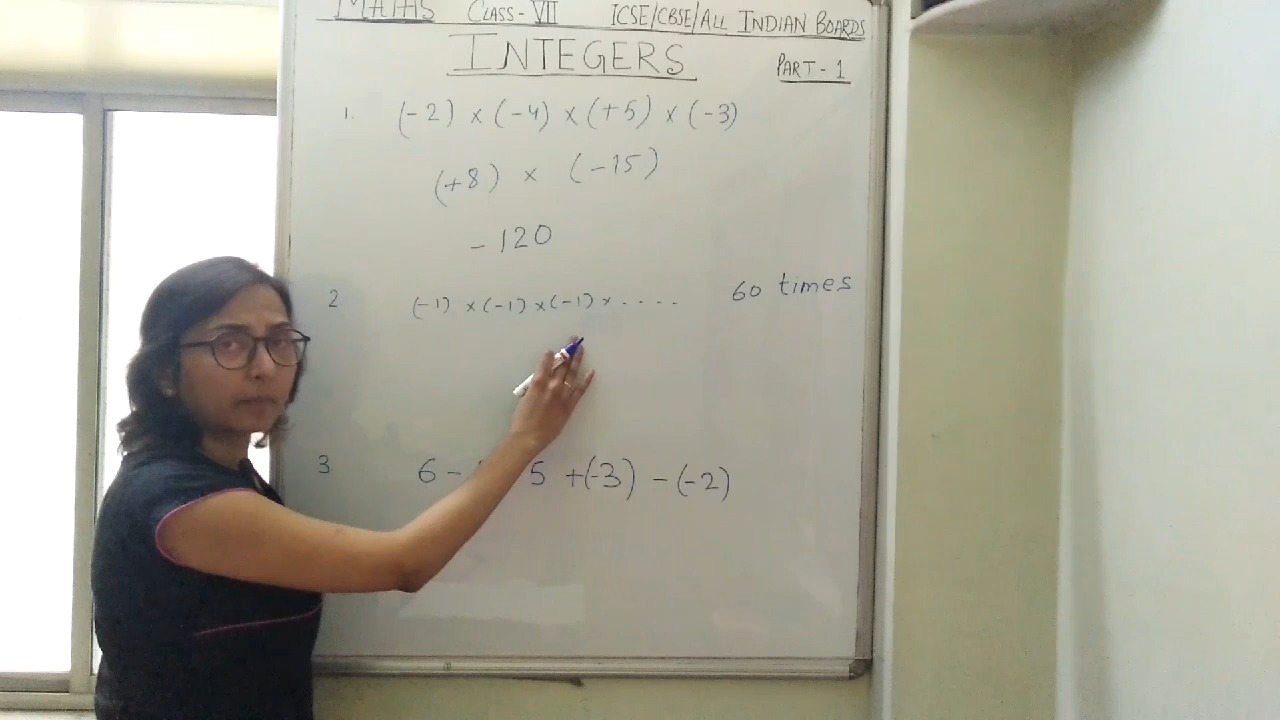 MATHS CLASS-VII ICSE/CBSE/ALL INDIAN BOARDS
INTEGERS
PART-1
1. (-2) × (-4) × (+5) × (-3)
(+8) × (-15)
-120
2 (-1) × (-1) × (-1) × ..... 60 times
3 6 - 5 + (-3) - (-2)